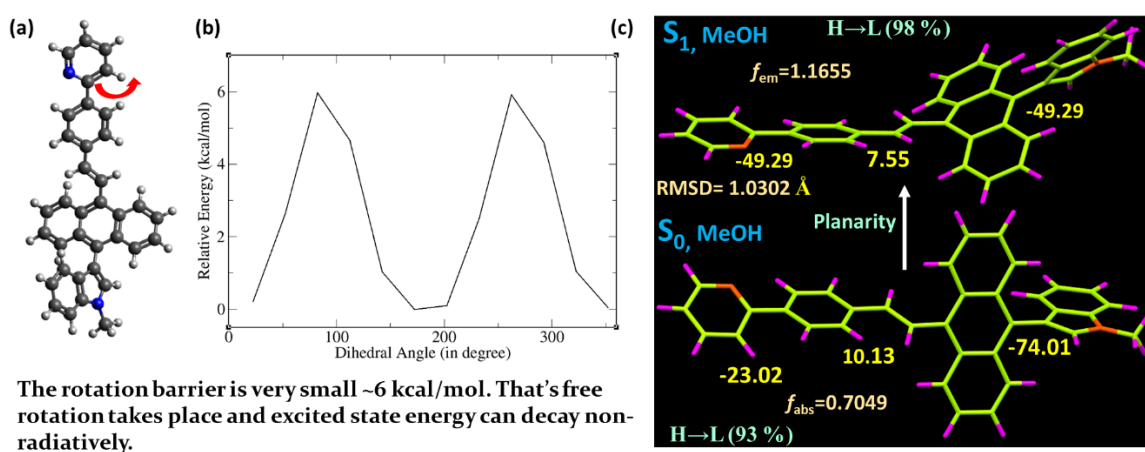 (a)
(b)
Relative Energy (kcal/mol)
6
4
2
0
0
100
200
300
Dihedral Angle (in degree)
The rotation barrier is very small ~6 kcal/mol. That's free
rotation takes place and excited state energy can decay non-
radiatively.
(c)
S1, MeOH
H→L (98 %)
fem=1.1655
-49.29
-49.29
7.55
RMSD= 1.0302 Å
Planarity
S0, MeOH
10.13
-74.01
-23.02
fabs=0.7049
H→L (93 %)